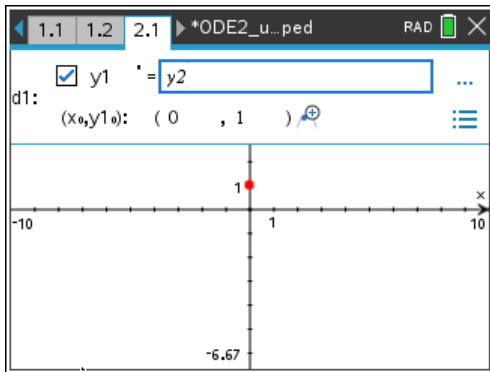 1.1 1.2 2.1 *ODE2_u…ped RAD
y1 '= y2 ...
d1:
(x₀,y1₀): ( 0 , 1 )
1
x
-10 1 10
-6.67